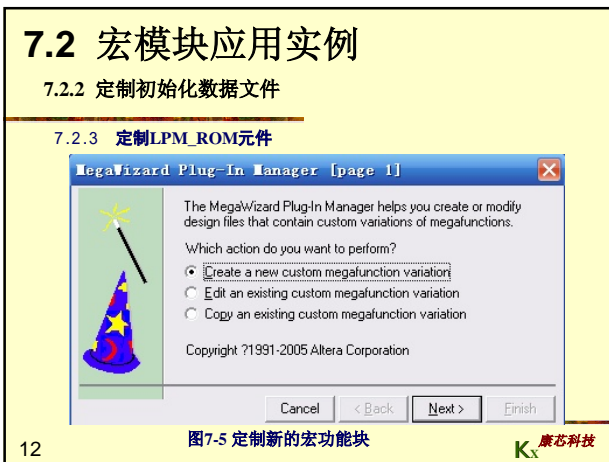 7.2 宏模块应用实例
7.2.2 定制初始化数据文件
7.2.3 定制LPM_ROM元件
MegaWizard Plug-In Manager [page 1]
The MegaWizard Plug-In Manager helps you create or modify
design files that contain custom variations of megafunctions.
Which action do you want to perform?
Create a new custom megafunction variation
Edit an existing custom megafunction variation
Copy an existing custom megafunction variation
Copyright ?1991-2005 Altera Corporation
Cancel < Back Next > Finish
图7-5 定制新的宏功能块
12
KX康芯科技